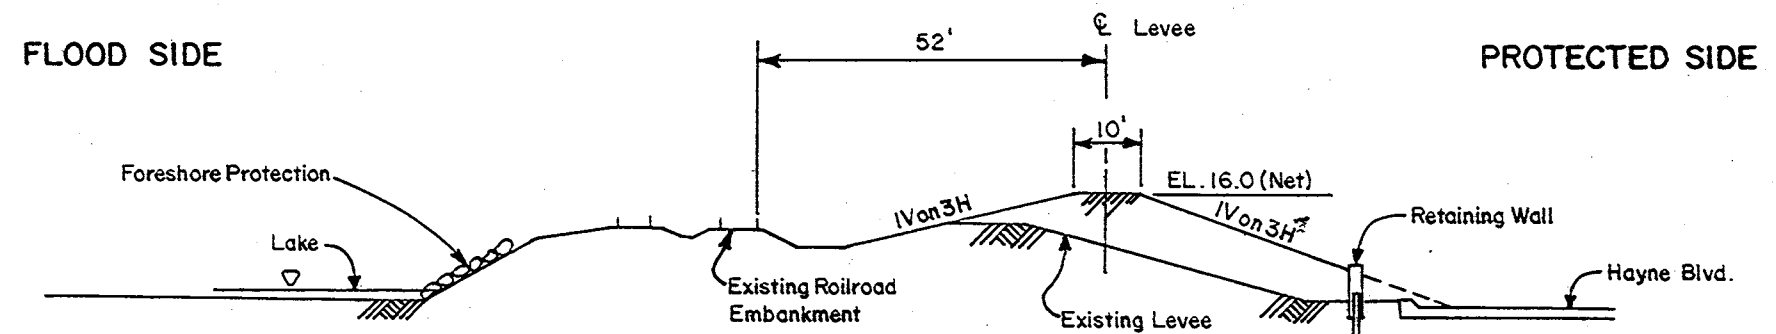 ℄ Levee
FLOOD SIDE
52'
PROTECTED SIDE
10'
Foreshore Protection
EL. 16.0 (Net)
1V on 3H
1V on 3H
Retaining Wall
Lake
Hayne Blvd.
Existing Railroad
Embankment
Existing Levee